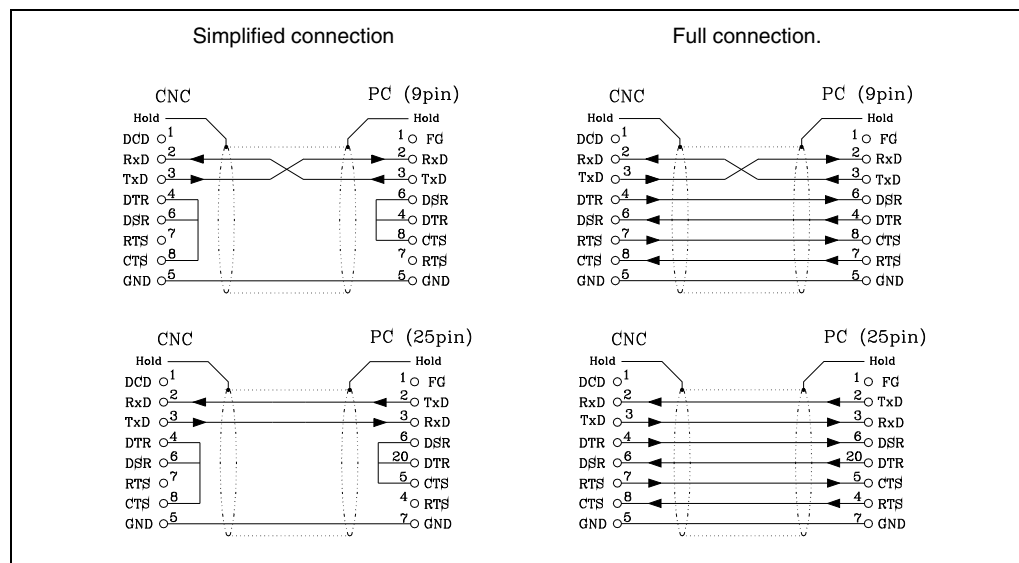 Simplified connection
CNC
PC (9pin)
Hold
Hold
DCD 1
1 FG
RxD 2
2 RxD
TxD 3
3 TxD
DTR 4
6 DSR
DSR 6
4 DTR
RTS 7
8 CTS
CTS 8
7 RTS
GND 5
5 GND
CNC
PC (25pin)
Hold
Hold
DCD 1
1 FG
RxD 2
2 TxD
TxD 3
3 RxD
DTR 4
6 DSR
DSR 6
20 DTR
RTS 7
5 CTS
CTS 8
4 RTS
GND 5
7 GND
Full connection.
CNC
PC (9pin)
Hold
Hold
DCD 1
1 FG
RxD 2
2 RxD
TxD 3
3 TxD
DTR 4
6 DSR
DSR 6
4 DTR
RTS 7
8 CTS
CTS 8
7 RTS
GND 5
5 GND
CNC
PC (25pin)
Hold
Hold
DCD 1
1 FG
RxD 2
2 TxD
TxD 3
3 RxD
DTR 4
6 DSR
DSR 6
20 DTR
RTS 7
5 CTS
CTS 8
4 RTS
GND 5
7 GND